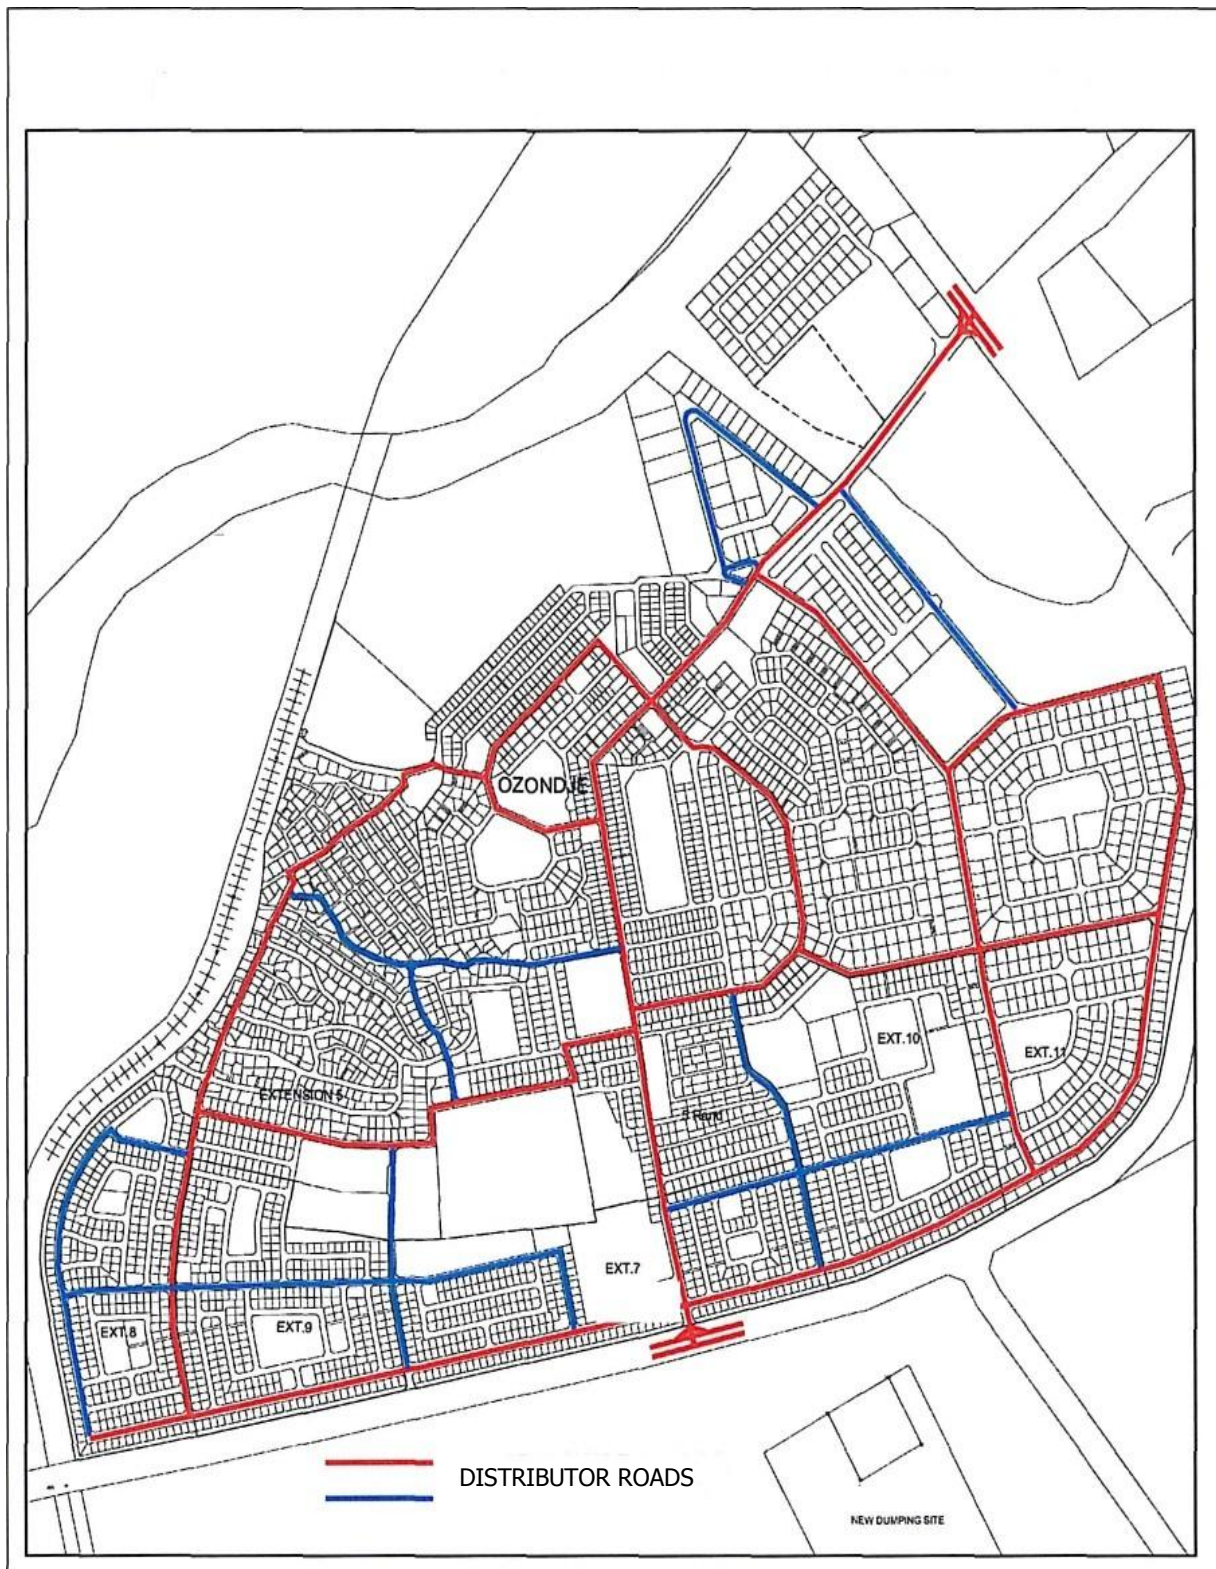 OZONDJE
EXT.10
EXT.11
EXTENSION 5
EXT.7
EXT.8
EXT.9
DISTRIBUTOR ROADS
NEW DUMPING SITE